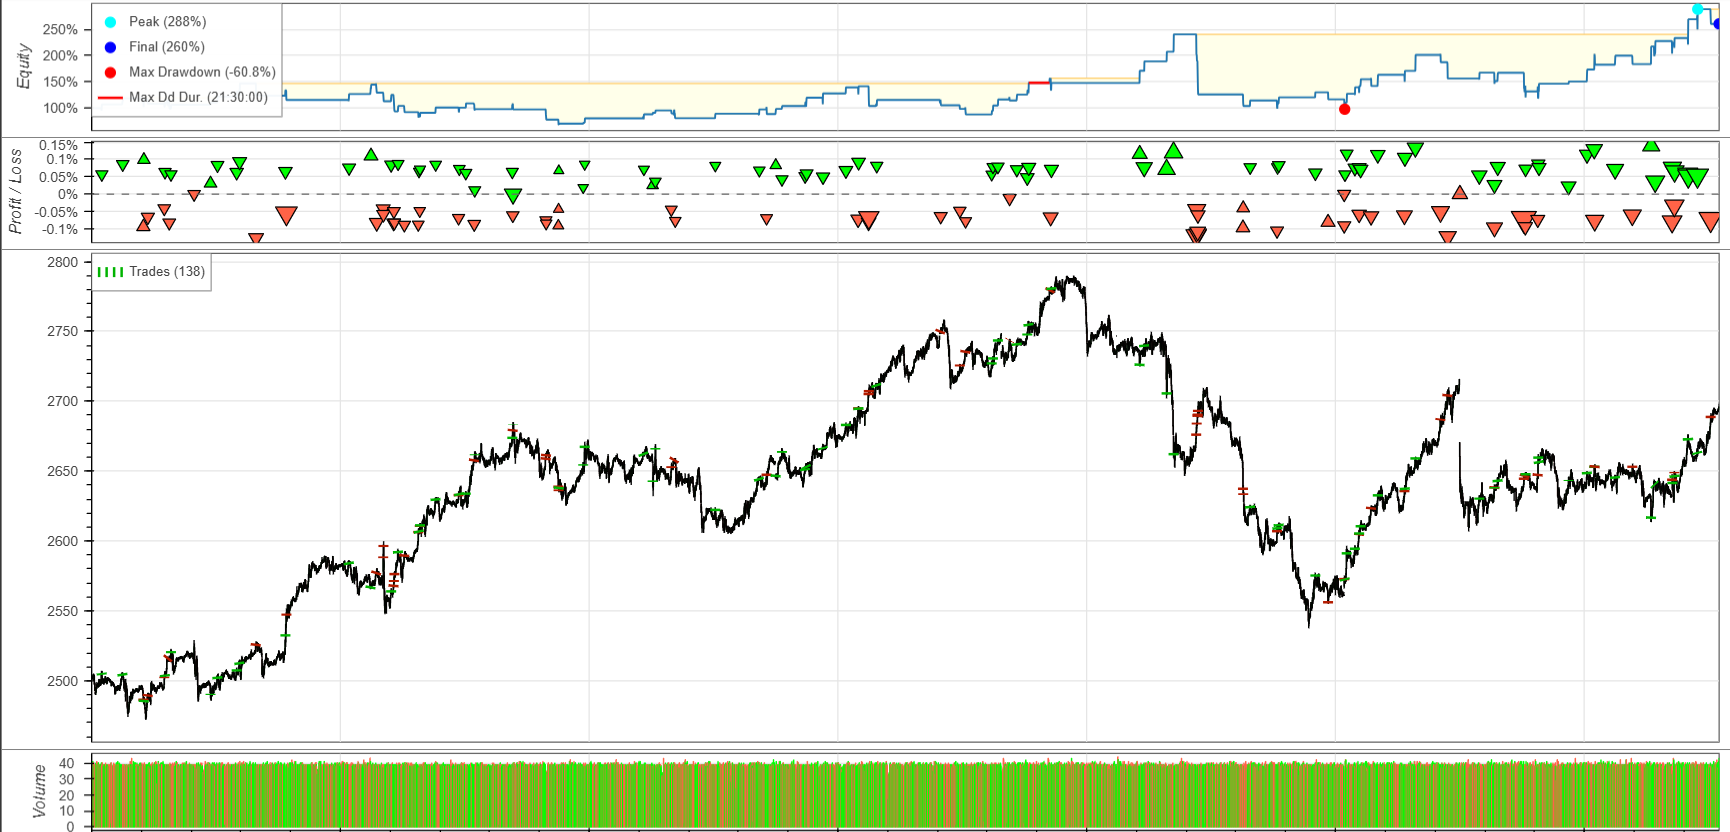 Equity
250%
200%
150%
100%
Peak (288%)
Final (260%)
Max Drawdown (-60.8%)
Max Dd Dur. (21:30:00)
Profit / Loss
0.15%
0.1%
0.05%
0%
-0.05%
-0.1%
2800
2750
2700
2650
2600
2550
2500
Trades (138)
Volume
40
30
20
10
0